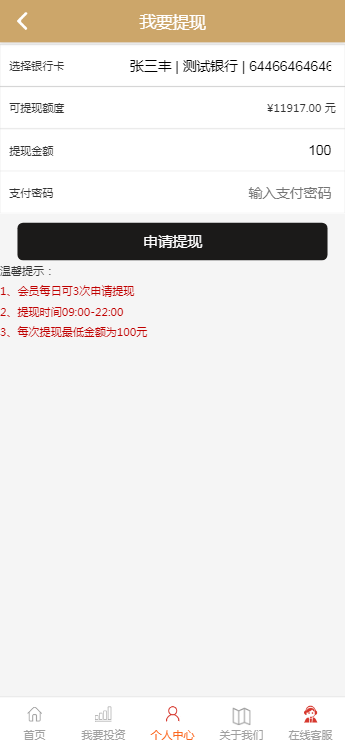 我要提现
选择银行卡 张三丰 | 测试银行 | 64466464646
可提现额度 ¥11917.00 元
提现金额 100
支付密码 输入支付密码
申请提现
温馨提示：
1、会员每日可3次申请提现
2、提现时间09:00-22:00
3、每次提现最低金额为100元
首页 我要投资 个人中心 关于我们 在线客服